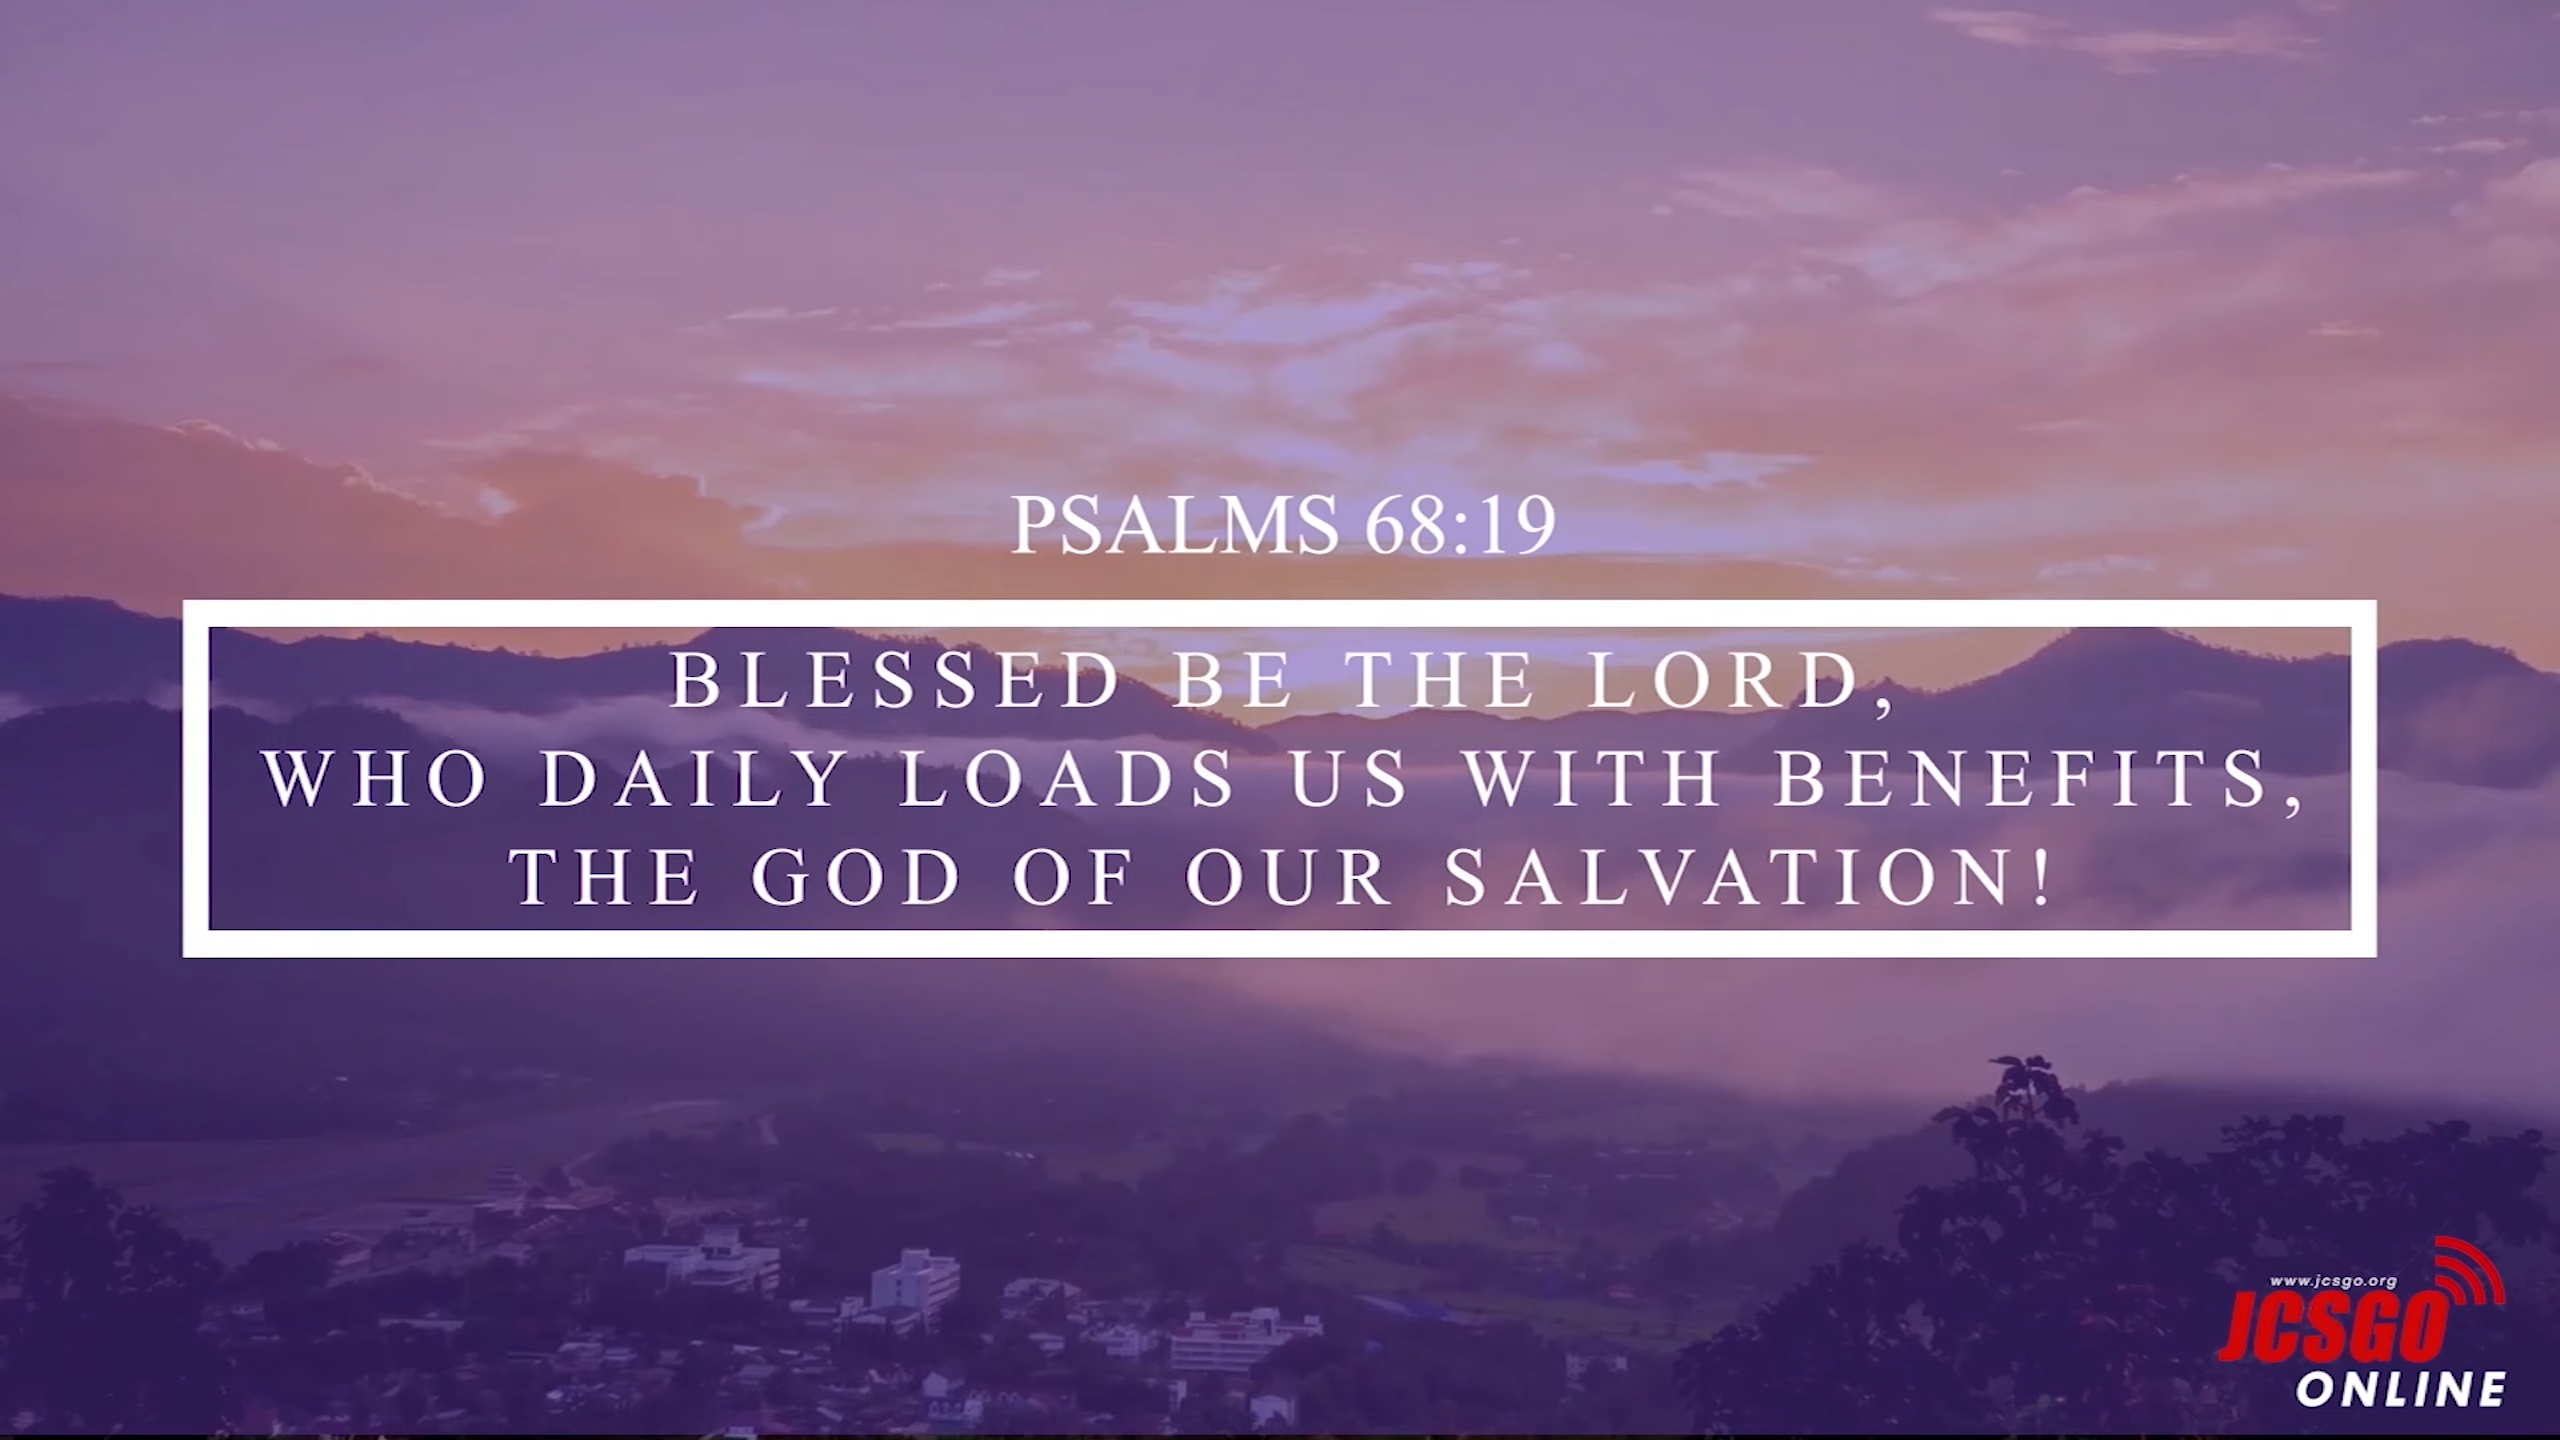 PSALMS 68:19
BLESSED BE THE LORD,
WHO DAILY LOADS US WITH BENEFITS,
THE GOD OF OUR SALVATION!
www.jcsgo.org
JCSGO
ONLINE